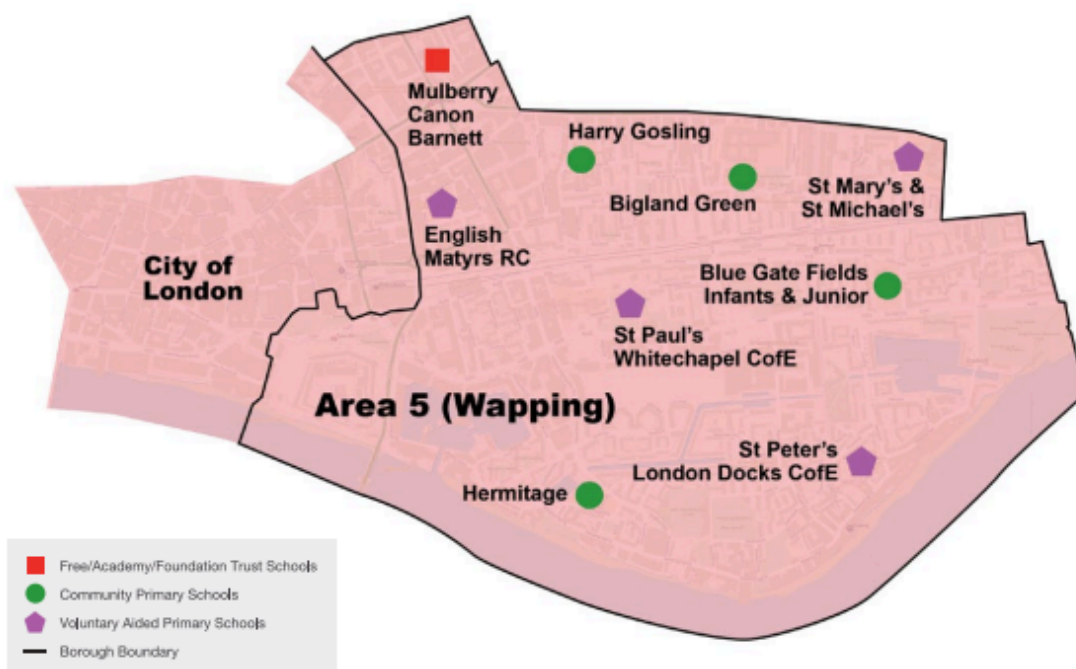 Mulberry
Canon
Barnett
Harry Gosling
Bigland Green
St Mary's &
St Michael's
English
Matyrs RC
City of
London
Blue Gate Fields
Infants & Junior
St Paul's
Whitechapel CofE
Area 5 (Wapping)
St Peter's
London Docks CofE
Hermitage
Free/Academy/Foundation Trust Schools
Community Primary Schools
Voluntary Aided Primary Schools
Borough Boundary